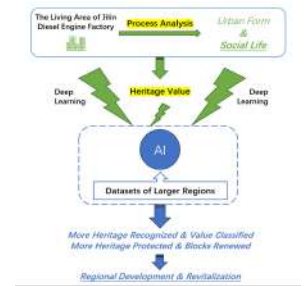 The Living Area of Jilin
Diesel Engine Factory
Process Analysis
Urban Form
&
Social Life
Heritage Value
Deep
Learning
Deep
Learning
AI
Datasets of Larger Regions
More Heritage Recognized & Value Classified
More Heritage Protected & Blocks Renewed
Regional Development & Revitalization